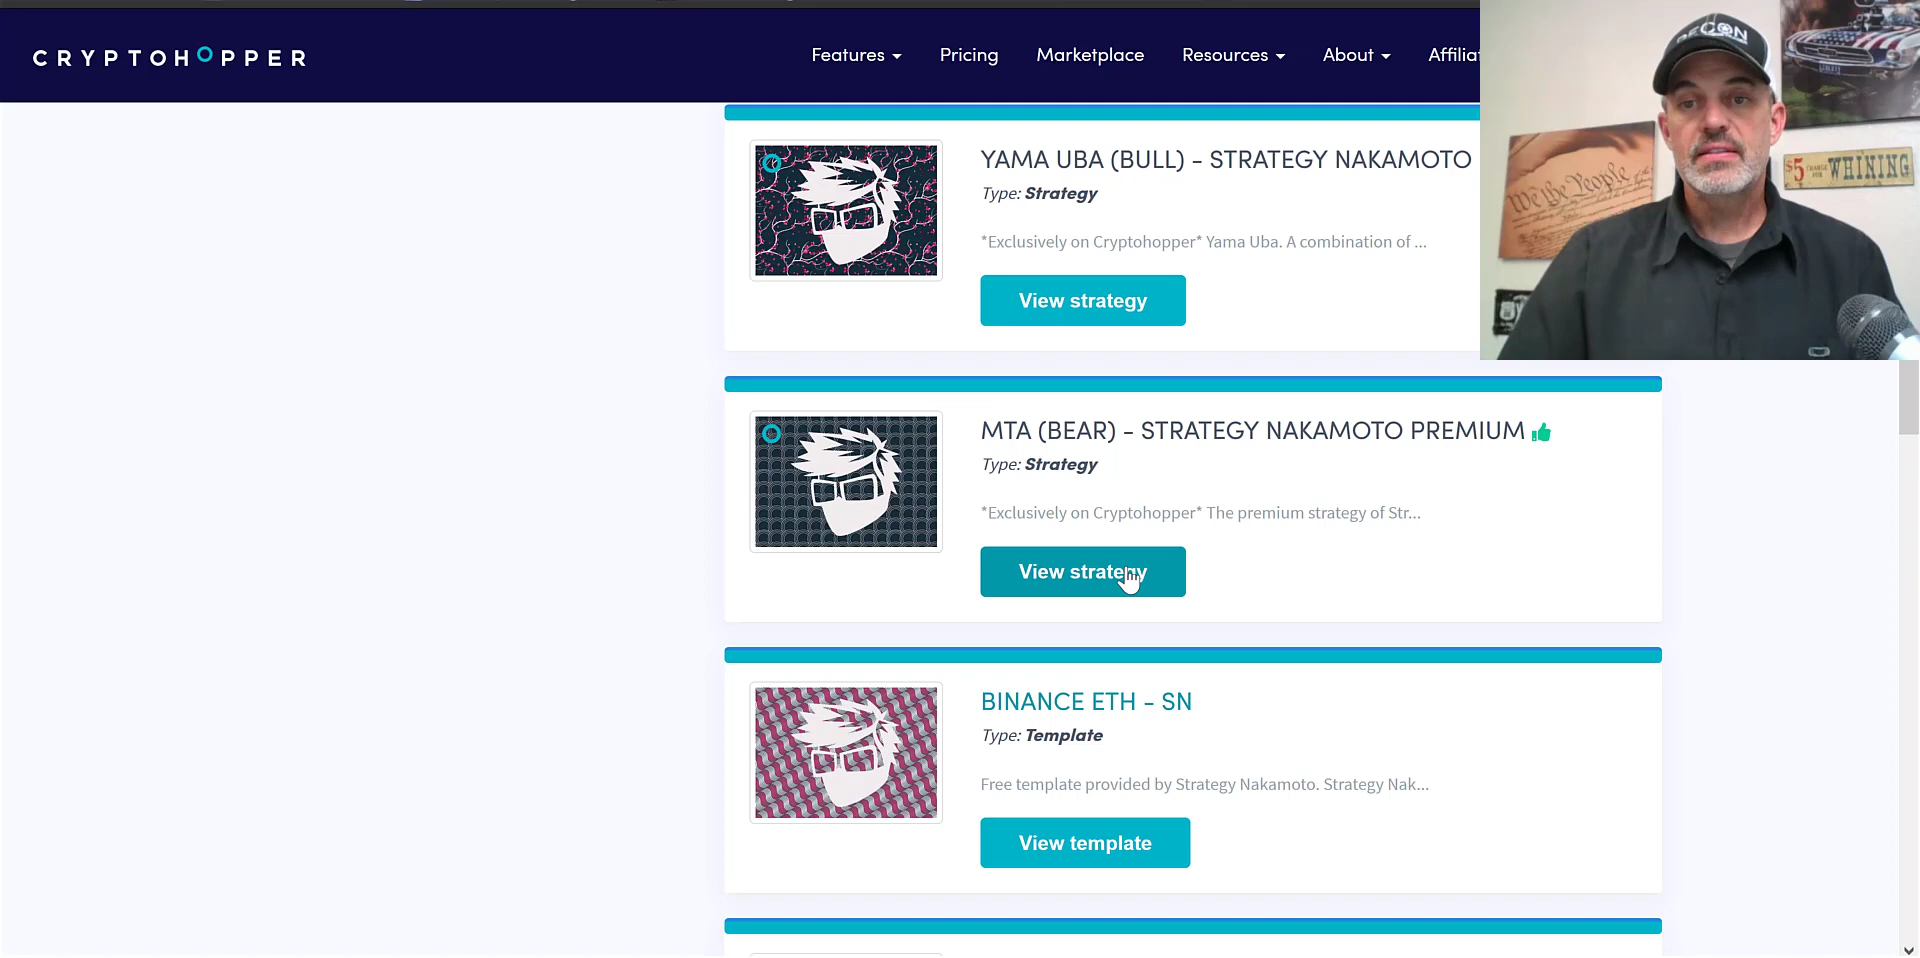 CRYPTOHOPPER
Features Pricing Marketplace Resources About Affilia
RECON
We the People
$5 CHARGE FOR WHINING
YAMA UBA (BULL) - STRATEGY NAKAMOTO
Type: Strategy
*Exclusively on Cryptohopper* Yama Uba. A combination of ...
View strategy
MTA (BEAR) - STRATEGY NAKAMOTO PREMIUM
Type: Strategy
*Exclusively on Cryptohopper* The premium strategy of Str...
View strategy
BINANCE ETH - SN
Type: Template
Free template provided by Strategy Nakamoto. Strategy Nak...
View template